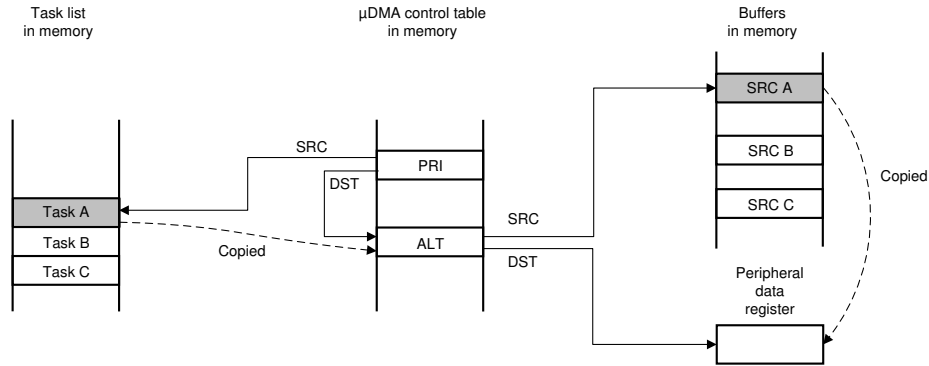 Task list
in memory
µDMA control table
in memory
Buffers
in memory
SRC A
SRC
PRI
SRC B
DST
Copied
SRC C
Task A
SRC
Task B
Copied
ALT
DST
Task C
Peripheral
data
register